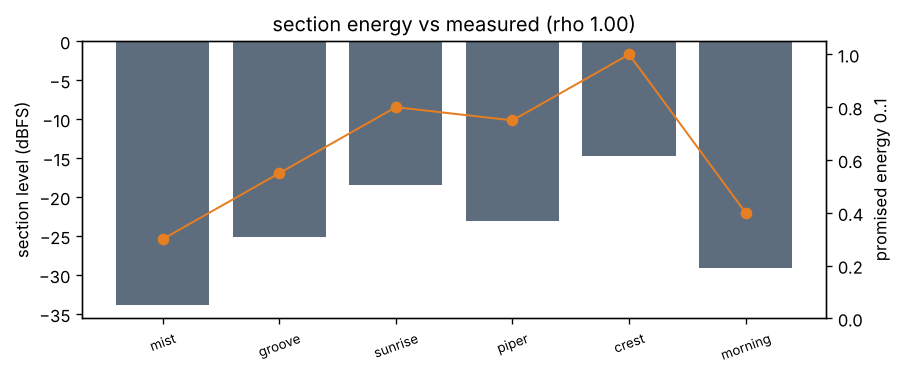 section energy vs measured (rho 1.00)
section level (dBFS)
0
−5
−10
−15
−20
−25
−30
−35
1.0
0.8
0.6
0.4
0.2
0.0
promised energy 0..1
mist
groove
sunrise
piper
crest
morning